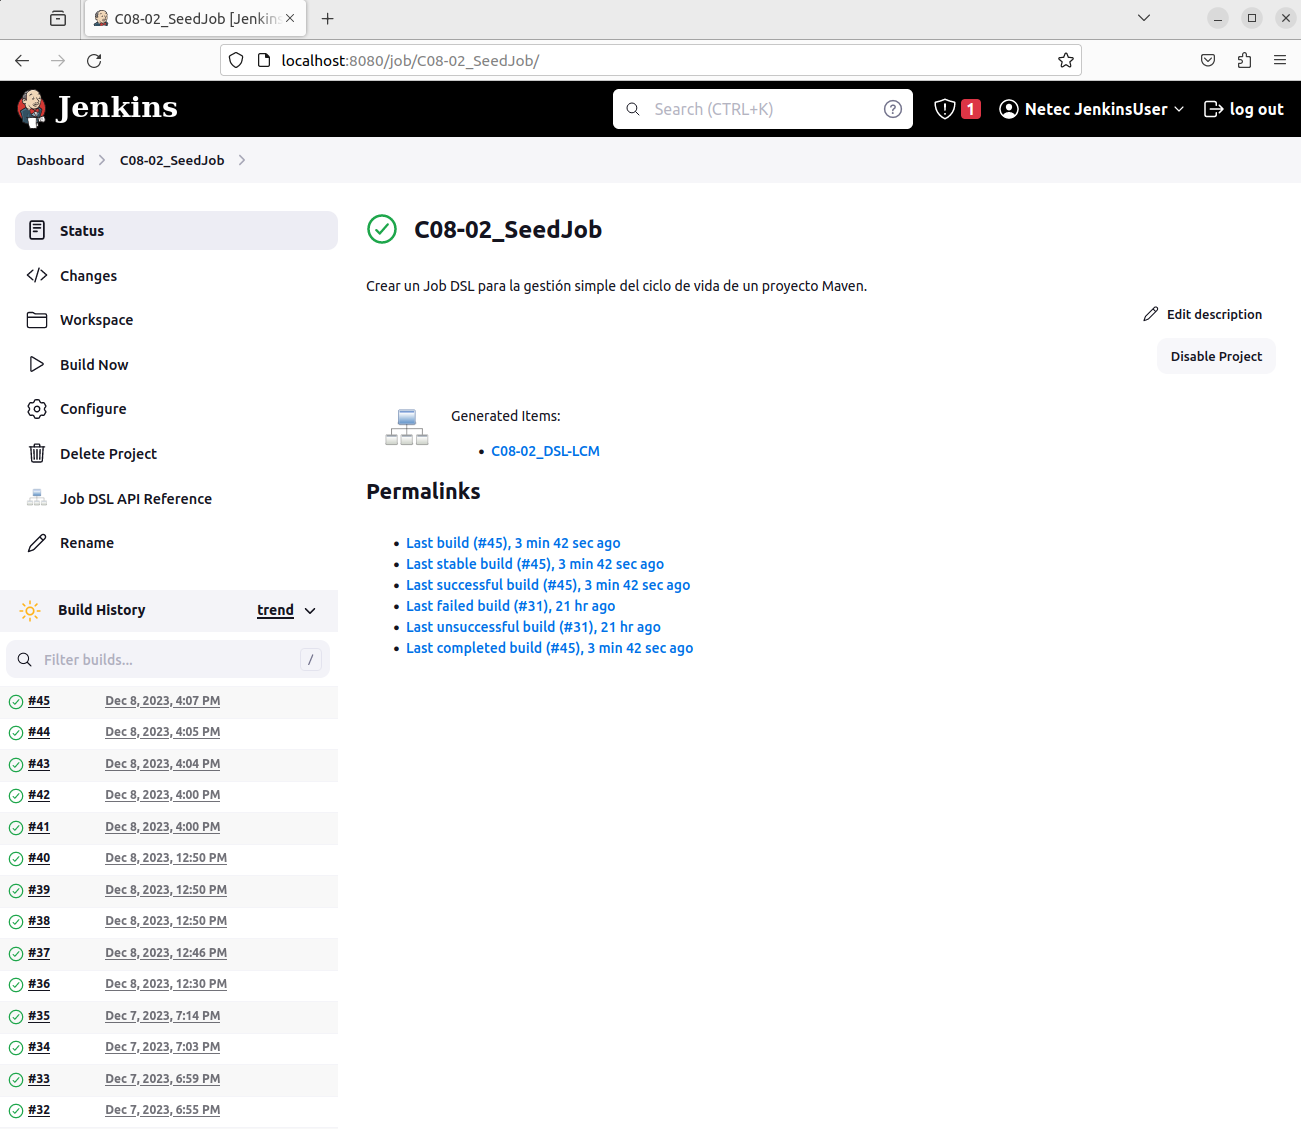 C08-02_SeedJob [Jenkins
localhost:8080/job/C08-02_SeedJob/
Jenkins
Search (CTRL+K)
1
Netec JenkinsUser
log out
Dashboard
C08-02_SeedJob
Status
Changes
Workspace
Build Now
Configure
Delete Project
Job DSL API Reference
Rename
C08-02_SeedJob
Crear un Job DSL para la gestión simple del ciclo de vida de un proyecto Maven.
Edit description
Disable Project
Generated Items:
C08-02_DSL-LCM
Permalinks
Last build (#45), 3 min 42 sec ago
Last stable build (#45), 3 min 42 sec ago
Last successful build (#45), 3 min 42 sec ago
Last failed build (#31), 21 hr ago
Last unsuccessful build (#31), 21 hr ago
Last completed build (#45), 3 min 42 sec ago
Build History trend
Filter builds... /
#45 Dec 8, 2023, 4:07 PM
#44 Dec 8, 2023, 4:05 PM
#43 Dec 8, 2023, 4:04 PM
#42 Dec 8, 2023, 4:00 PM
#41 Dec 8, 2023, 4:00 PM
#40 Dec 8, 2023, 12:50 PM
#39 Dec 8, 2023, 12:50 PM
#38 Dec 8, 2023, 12:50 PM
#37 Dec 8, 2023, 12:46 PM
#36 Dec 8, 2023, 12:30 PM
#35 Dec 7, 2023, 7:14 PM
#34 Dec 7, 2023, 7:03 PM
#33 Dec 7, 2023, 6:59 PM
#32 Dec 7, 2023, 6:55 PM